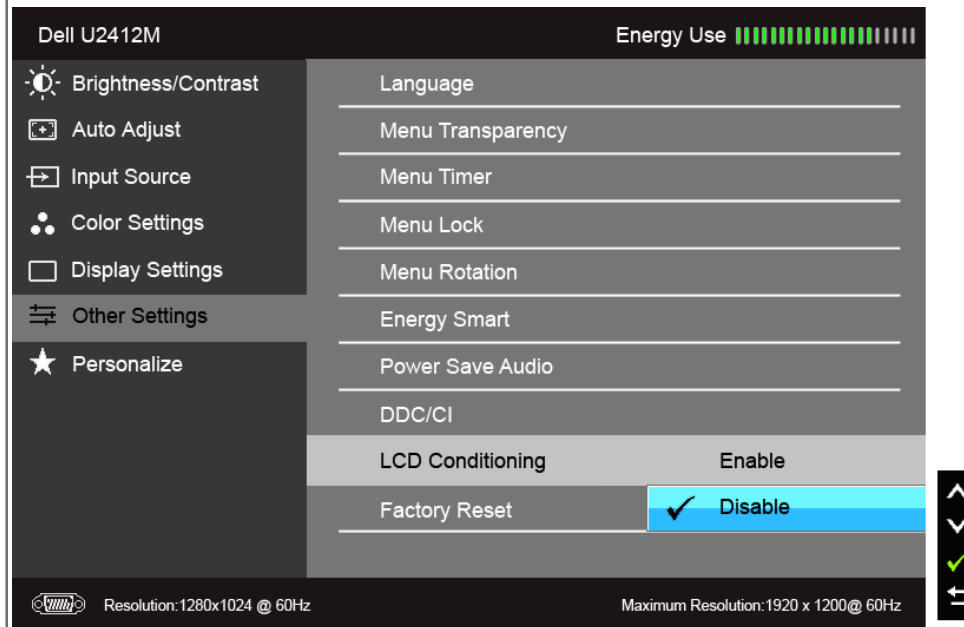 Dell U2412M
Energy Use
Brightness/Contrast
Auto Adjust
Input Source
Color Settings
Display Settings
Other Settings
Personalize
Language
Menu Transparency
Menu Timer
Menu Lock
Menu Rotation
Energy Smart
Power Save Audio
DDC/CI
LCD Conditioning
Enable
Factory Reset
Disable
Resolution:1280x1024 @ 60Hz
Maximum Resolution:1920 x 1200@ 60Hz